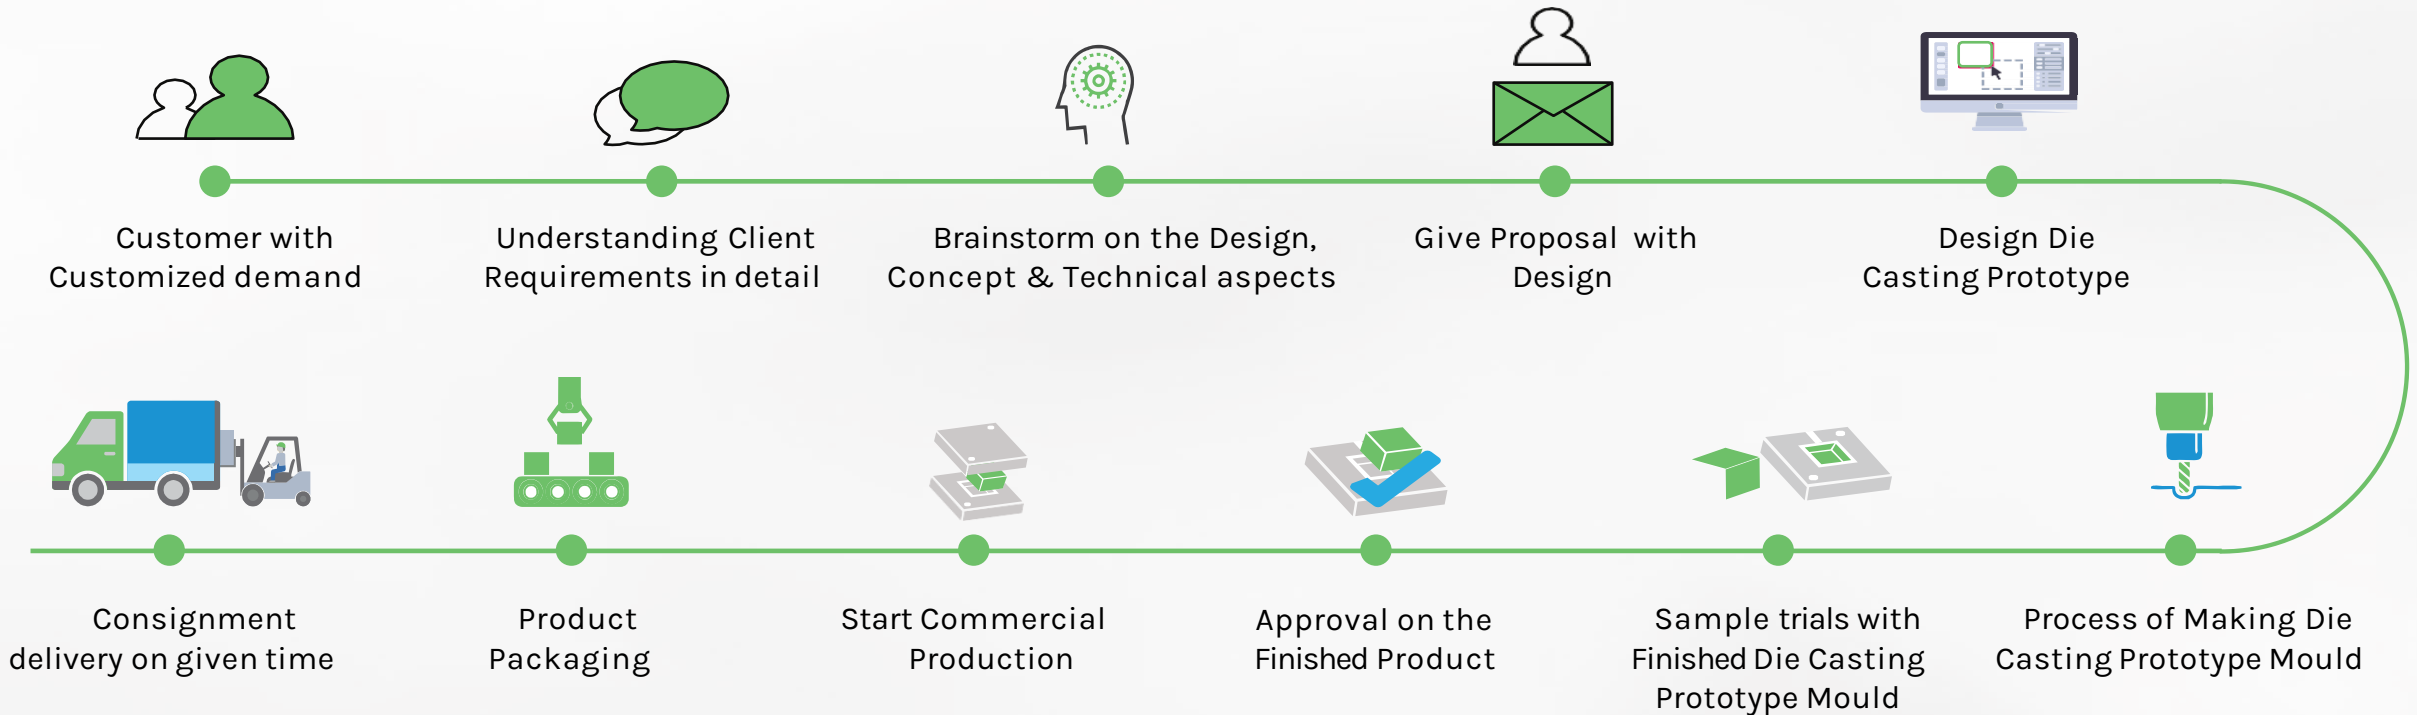 Customer with
Customized demand
Understanding Client
Requirements in detail
Brainstorm on the Design,
Concept & Technical aspects
Give Proposal with
Design
Design Die
Casting Prototype
Consignment
delivery on given time
Product
Packaging
Start Commercial
Production
Approval on the
Finished Product
Sample trials with
Finished Die Casting
Prototype Mould
Process of Making Die
Casting Prototype Mould